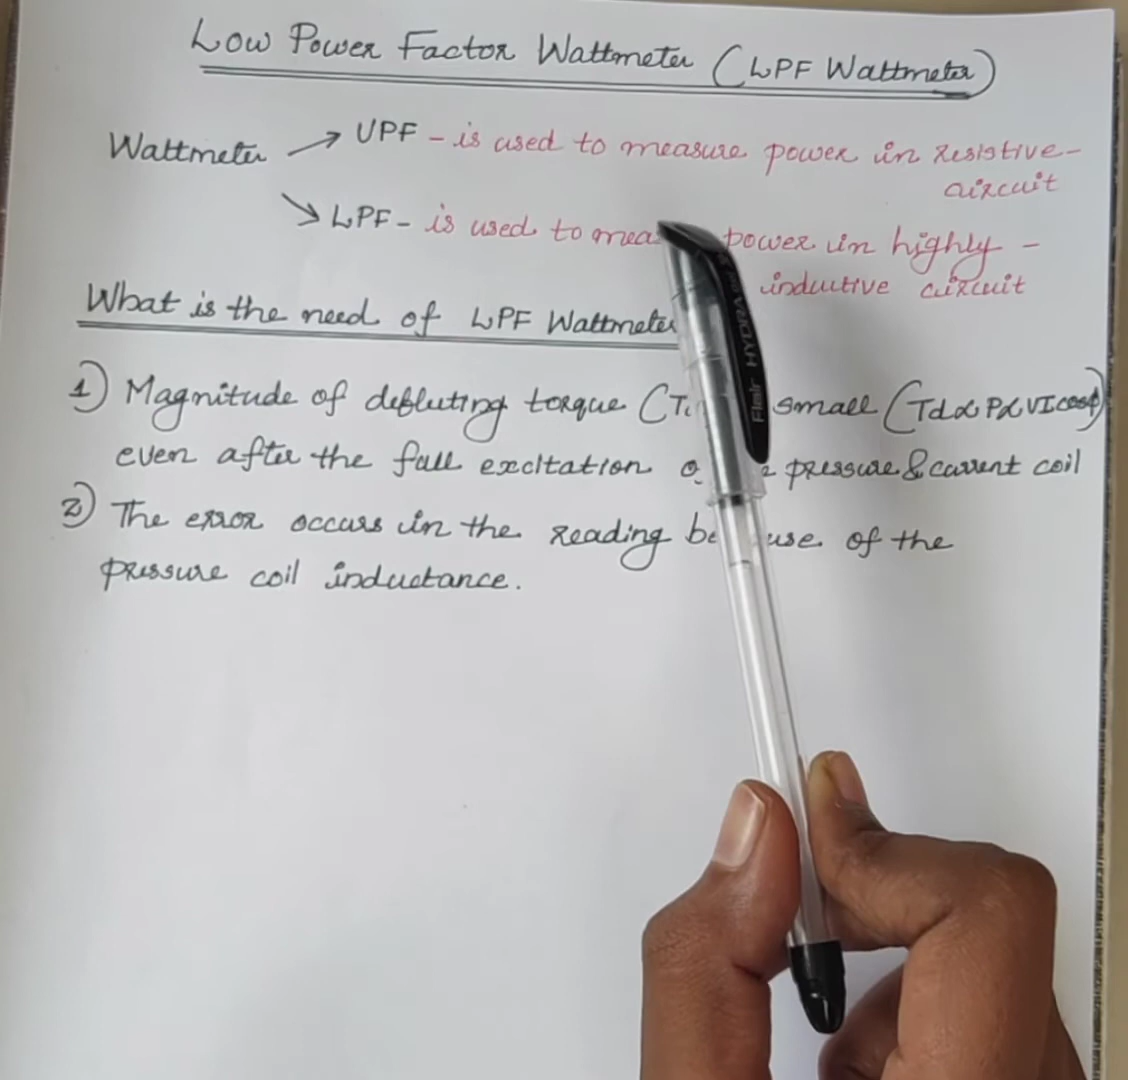 Low Power Factor Wattmeter (LPF Wattmeter)
Wattmeter → UPF - is used to measure power in resistive-
circuit
↘ LPF - is used to power in highly -
inductive circuit
What is the need of LPF Wattmeter
1) Magnitude of deflecting torque ( small (Td∝P∝VIcosϕ)
even after the full excitation pressure & current coil
2) The error occurs in the reading of the
pressure coil inductance.
Flair HYDRA